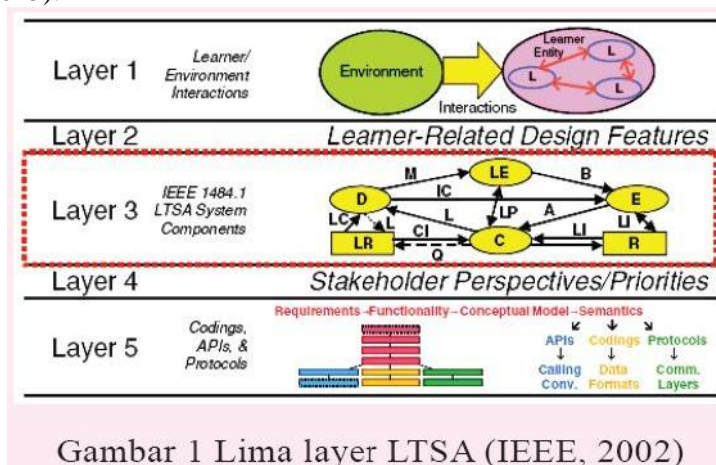 Layer 1
Learner/
Environment
Interactions
Environment
Interactions
Learner
Entity
L
L
L
Layer 2
Learner-Related Design Features
Layer 3
IEEE 1484.1
LTSA System
Components
M
LE
B
D
IC
E
LC
L
L
LP
A
LI
LR
CI
Q
C
LI
R
Layer 4
Stakeholder Perspectives/Priorities
Requirements→Functionality→Conceptual Model→Semantics
Layer 5
Codings,
APIs, &
Protocols
APIs Codings Protocols
Calling Data Comm.
Conv. Formats Layers
Gambar 1 Lima layer LTSA (IEEE, 2002)